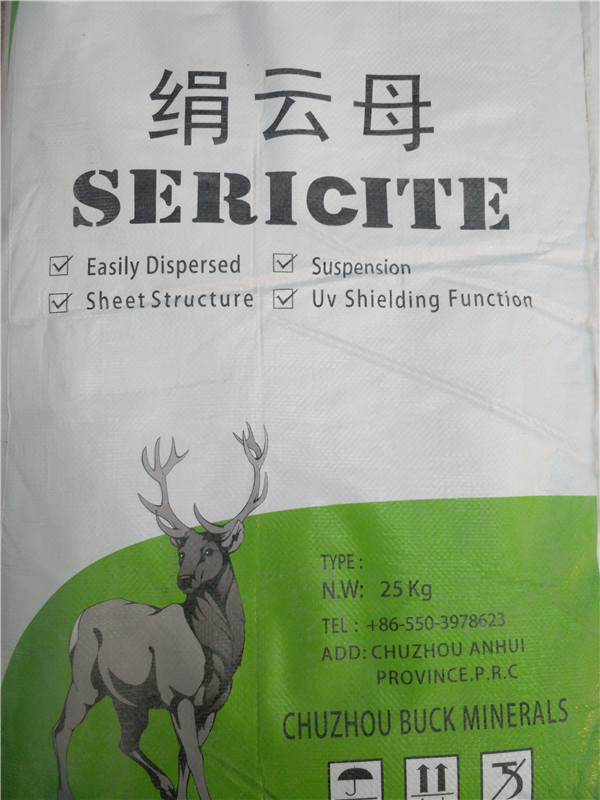 绢云母
SERICITE
Easily Dispersed Suspension
Sheet Structure Uv Shielding Function
TYPE :
N.W: 25 Kg
TEL : +86-550-3978623
ADD: CHUZHOU ANHUI
PROVINCE.P.R.C
CHUZHOU BUCK MINERALS